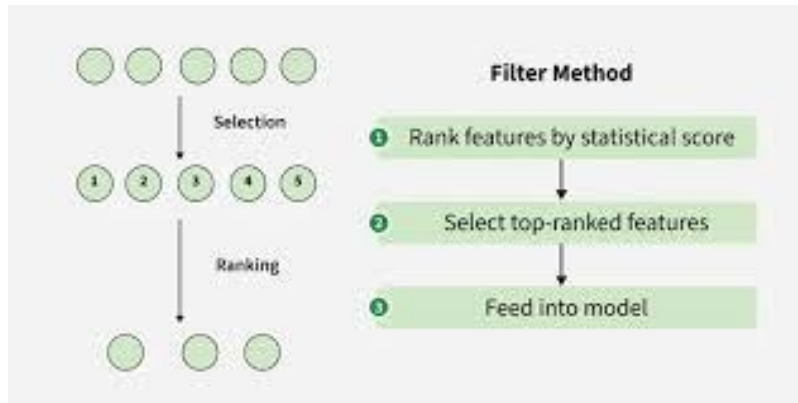 Selection
1 2 3 4 5
Ranking
Filter Method
1 Rank features by statistical score
2 Select top-ranked features
3 Feed into model